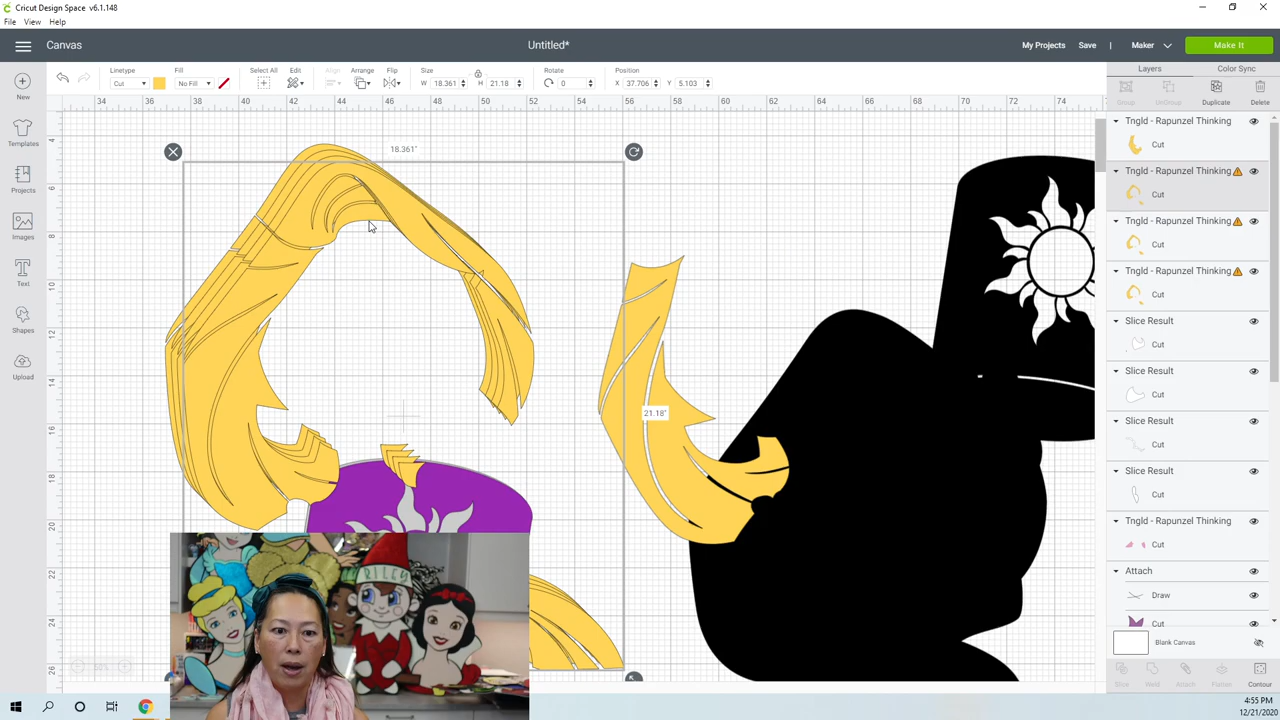 Cricut Design Space v6.1.148
File View Help
Canvas
Untitled*
My Projects Save | Maker Make It
Linetype Fill Select All Edit Align Arrange Flip Size Rotate Position
Cut No Fill W 18.361 H 21.18 0 X 37.706 Y 5.103
Layers Color Sync
New
Templates
Projects
Images
Text
Shapes
Upload
34 36 38 40 42 44 46 48 50 52 54 56 58 60 62 64 66 68 70 72 74
4
6
8
10
12
14
16
18
20
22
24
26
18.361"
21.18"
Group UnGroup Duplicate Delete
Tngld - Rapunzel Thinking
Cut
Tngld - Rapunzel Thinking
Cut
Tngld - Rapunzel Thinking
Cut
Tngld - Rapunzel Thinking
Cut
Slice Result
Cut
Slice Result
Cut
Slice Result
Cut
Slice Result
Cut
Tngld - Rapunzel Thinking
Cut
Attach
Draw
Cut
Blank Canvas
Slice Weld Attach Flatten Contour
4:55 PM
12/21/2020